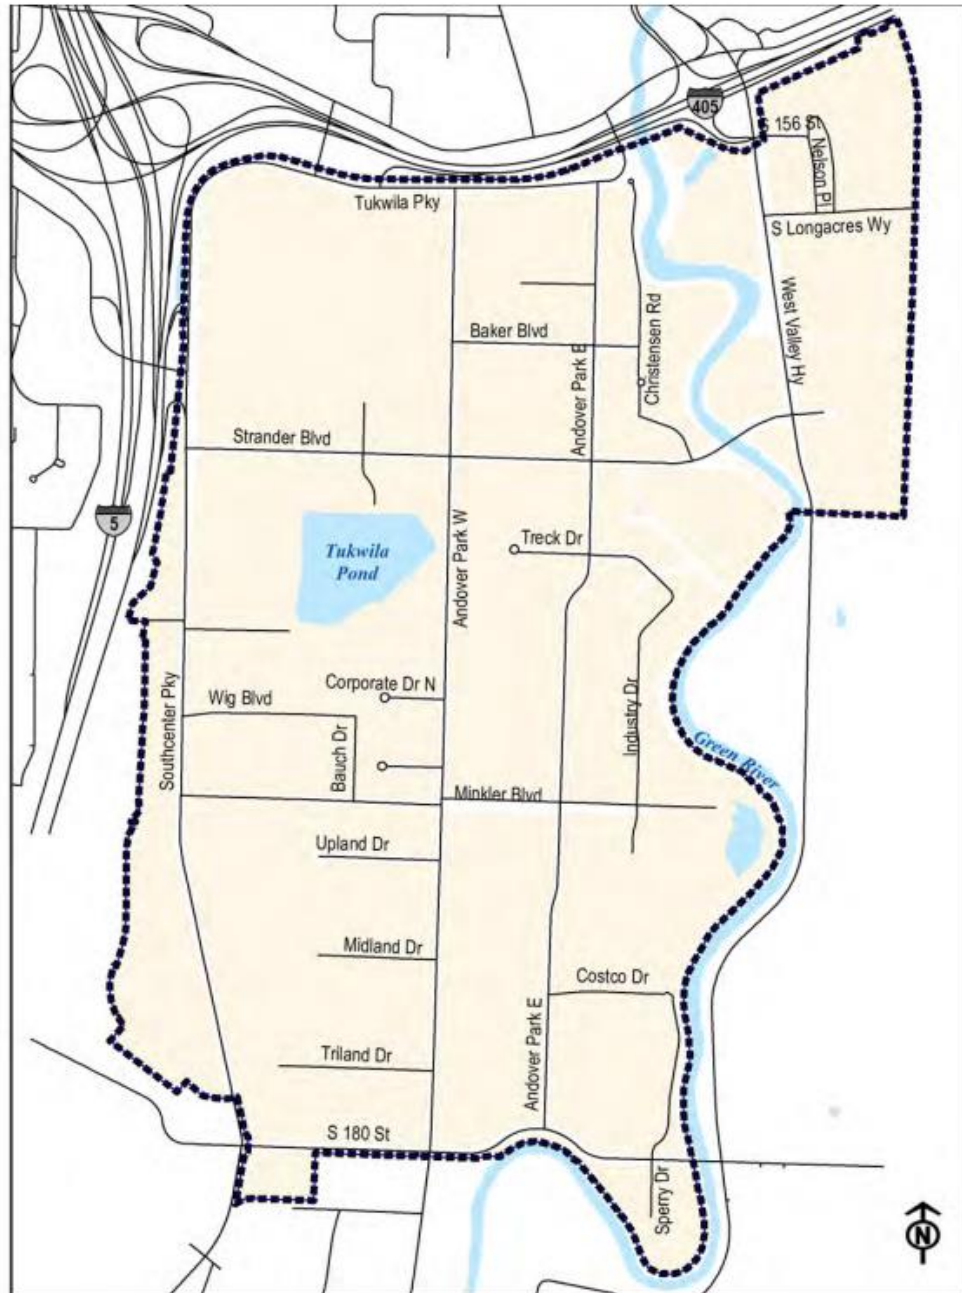 405
S 156 St
Nelson Pl
Tukwila Pky
S Longacres Wy
Christensen Rd
West Valley Hy
Baker Blvd
Andover Park E
Strander Blvd
5
Tukwila
Pond
Andover Park W
Treck Dr
Southcenter Pky
Corporate Dr N
Wig Blvd
Bauch Dr
Industry Dr
Green River
Minkler Blvd
Upland Dr
Midland Dr
Costco Dr
Andover Park E
Triland Dr
S 180 St
Sperry Dr
N